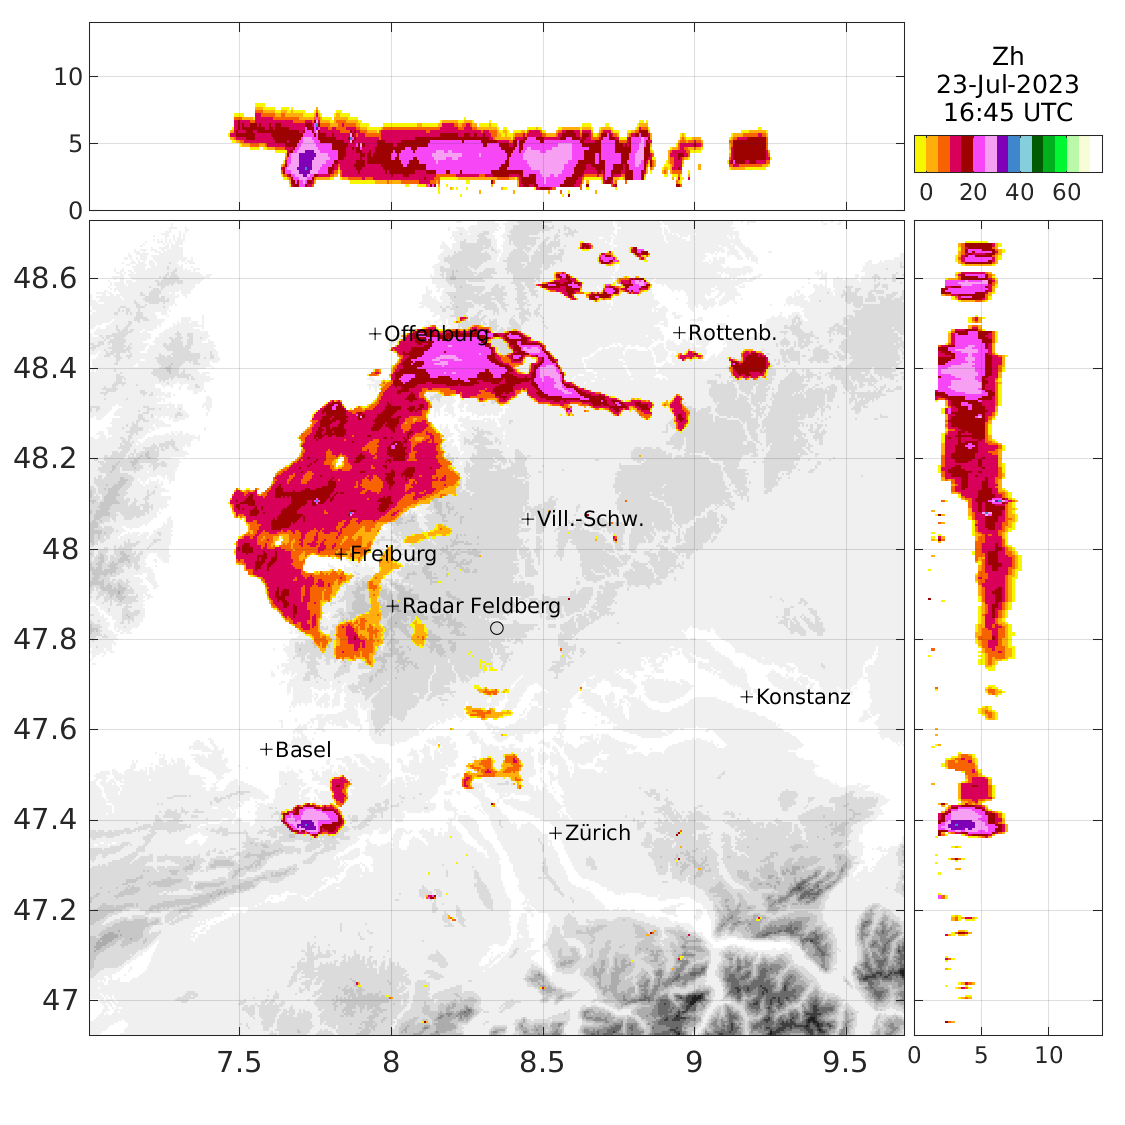 Zh
23-Jul-2023
16:45 UTC
0 20 40 60
10
5
0
48.6
48.4
48.2
48
47.8
47.6
47.4
47.2
47
+Offenburg
+Rottenb.
+Vill.-Schw.
+Freiburg
+Radar Feldberg
+Konstanz
+Basel
+Zürich
7.5 8 8.5 9 9.5
0 5 10